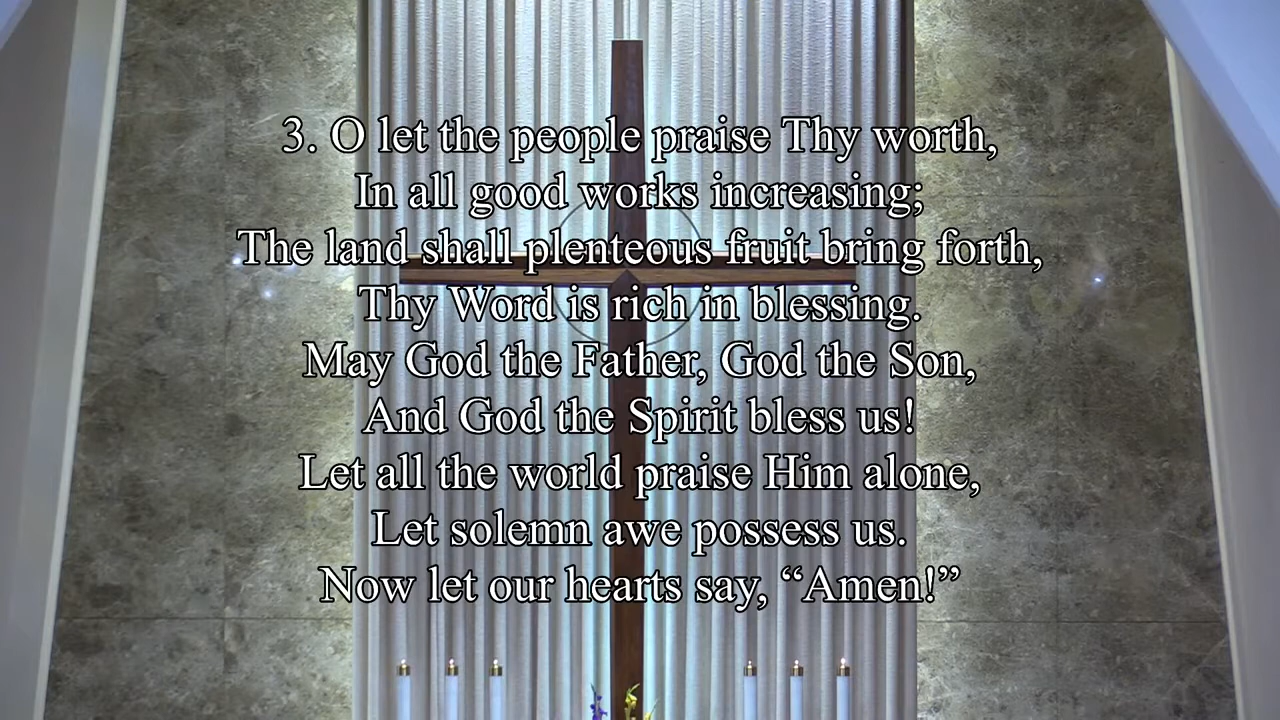 3. O let the people praise Thy worth,
In all good works increasing;
The land shall plenteous fruit bring forth,
Thy Word is rich in blessing.
May God the Father, God the Son,
And God the Spirit bless us!
Let all the world praise Him alone,
Let solemn awe possess us.
Now let our hearts say, “Amen!”